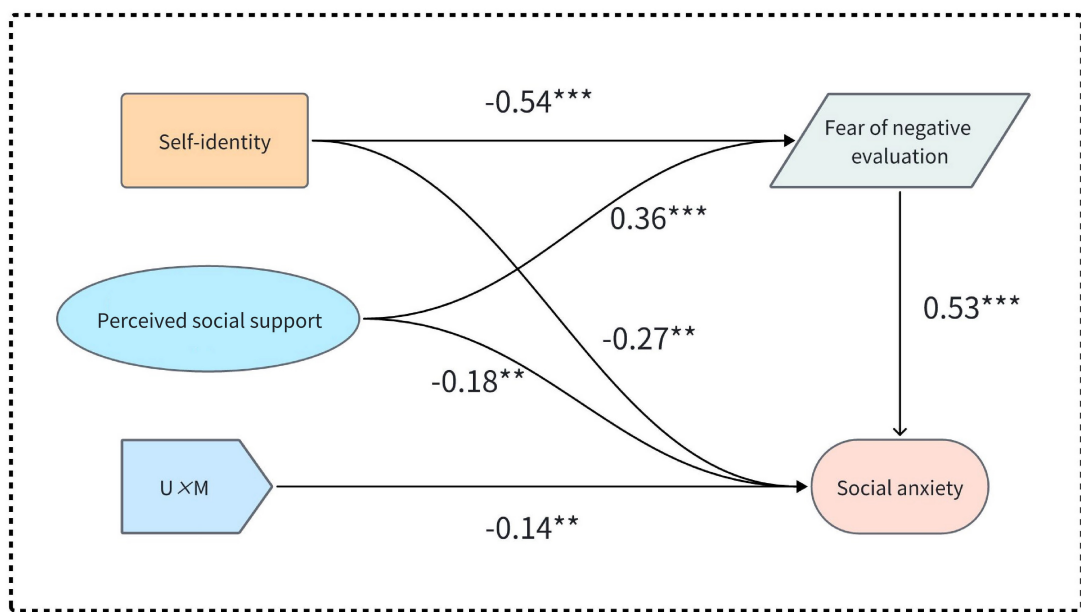 -0.54***
Self-identity
Fear of negative
evaluation
0.36***
0.53***
Perceived social support
-0.27**
-0.18**
U×M
Social anxiety
-0.14**